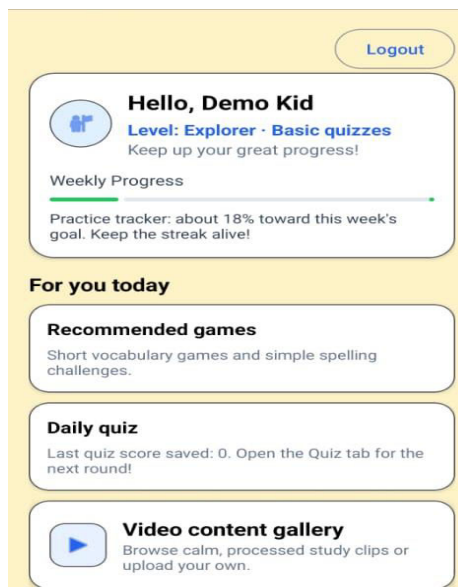 Logout
Hello, Demo Kid
Level: Explorer · Basic quizzes
Keep up your great progress!
Weekly Progress
Practice tracker: about 18% toward this week's
goal. Keep the streak alive!
For you today
Recommended games
Short vocabulary games and simple spelling
challenges.
Daily quiz
Last quiz score saved: 0. Open the Quiz tab for the
next round!
Video content gallery
Browse calm, processed study clips or
upload your own.